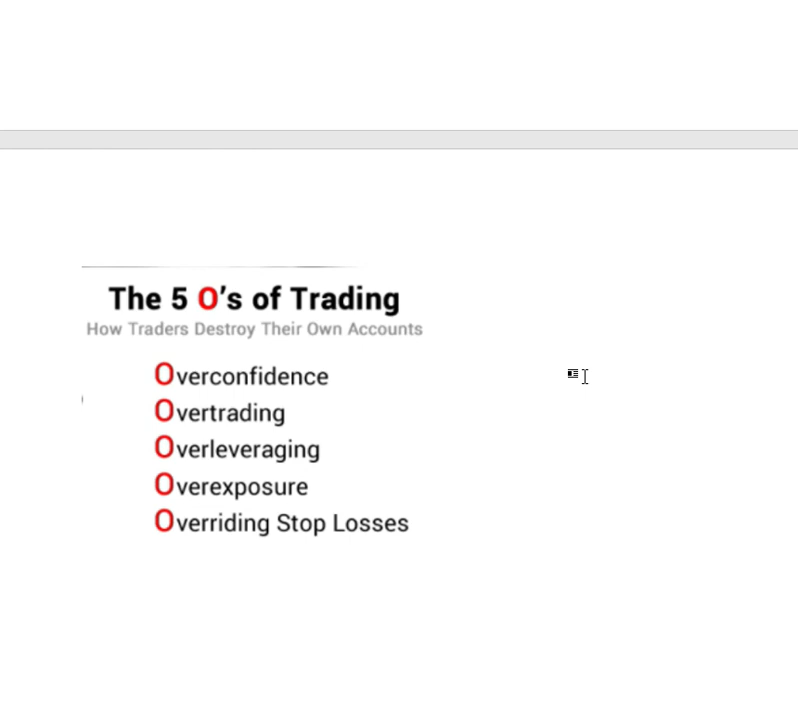 The 5 O's of Trading
How Traders Destroy Their Own Accounts
Overconfidence
Overtrading
Overleveraging
Overexposure
Overriding Stop Losses